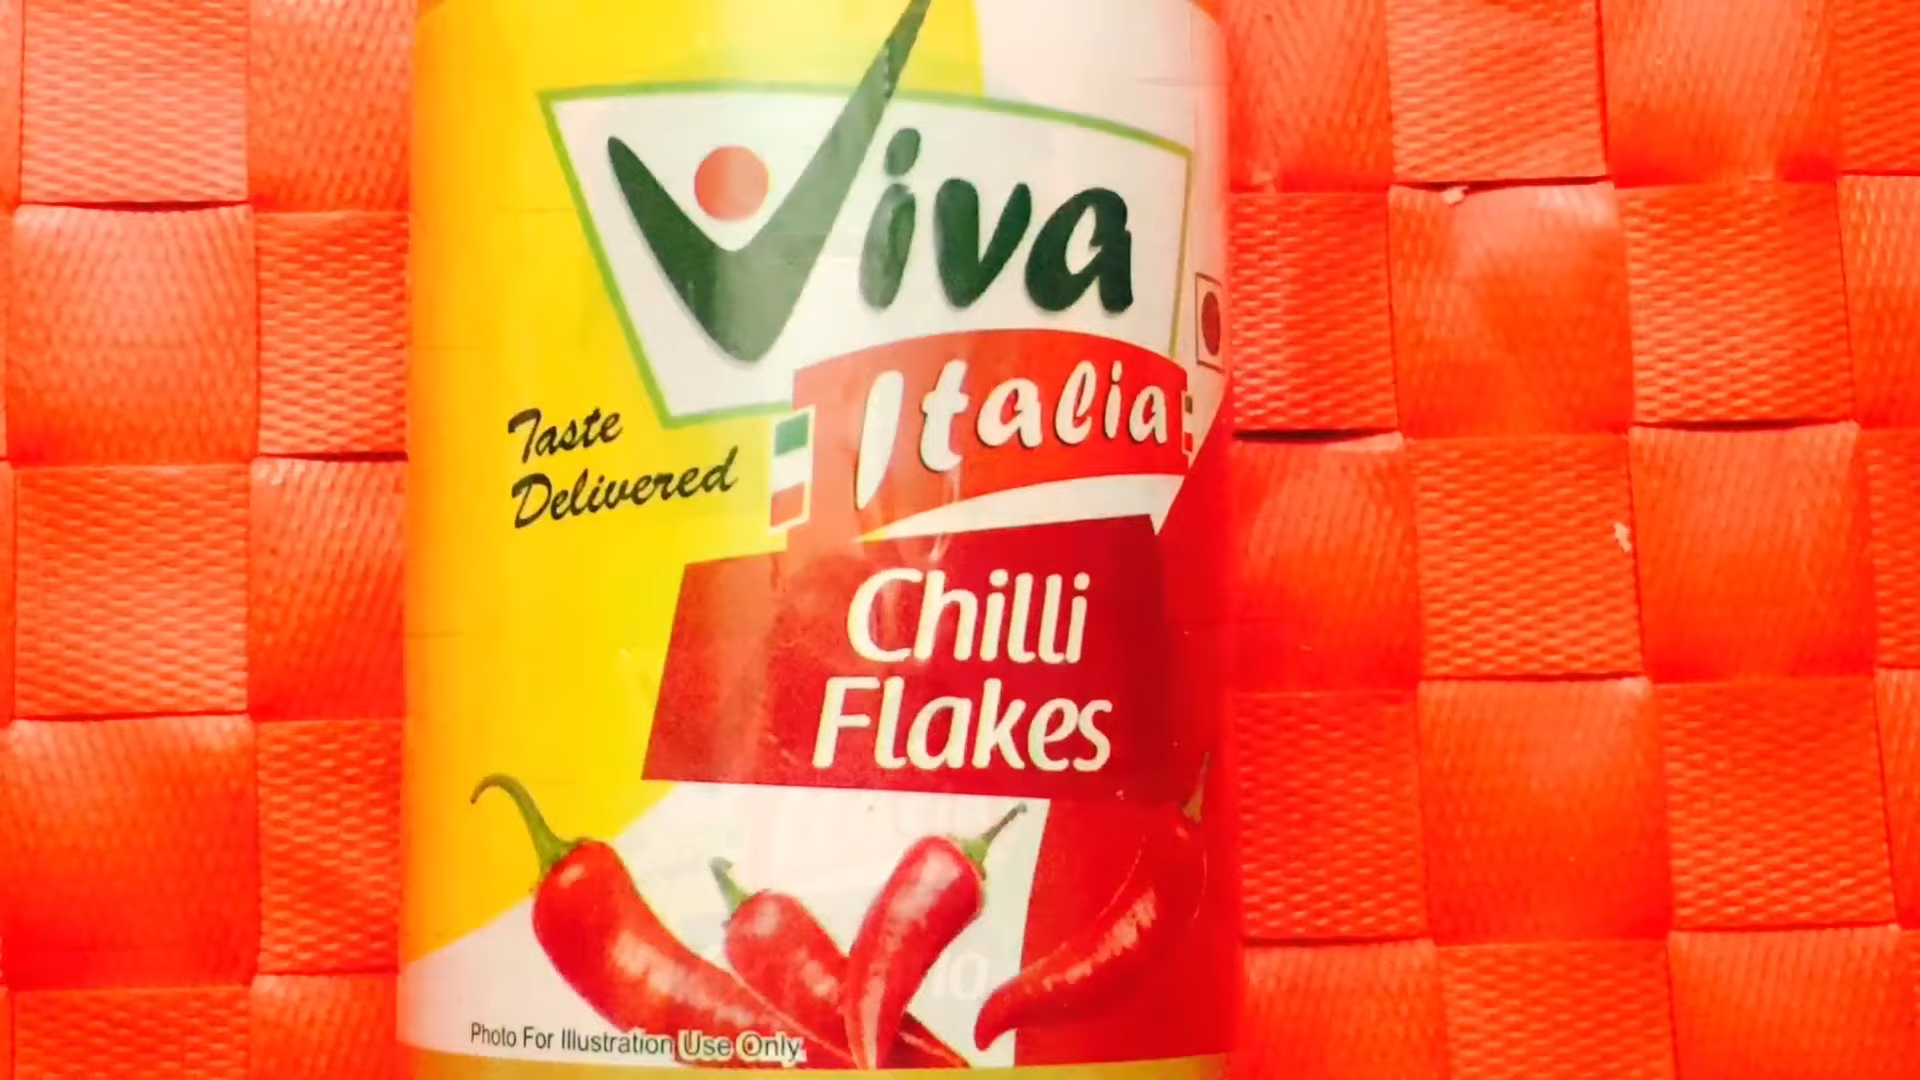 Viva
Italia
Taste
Delivered
Chilli
Flakes
Photo For Illustration Use Only